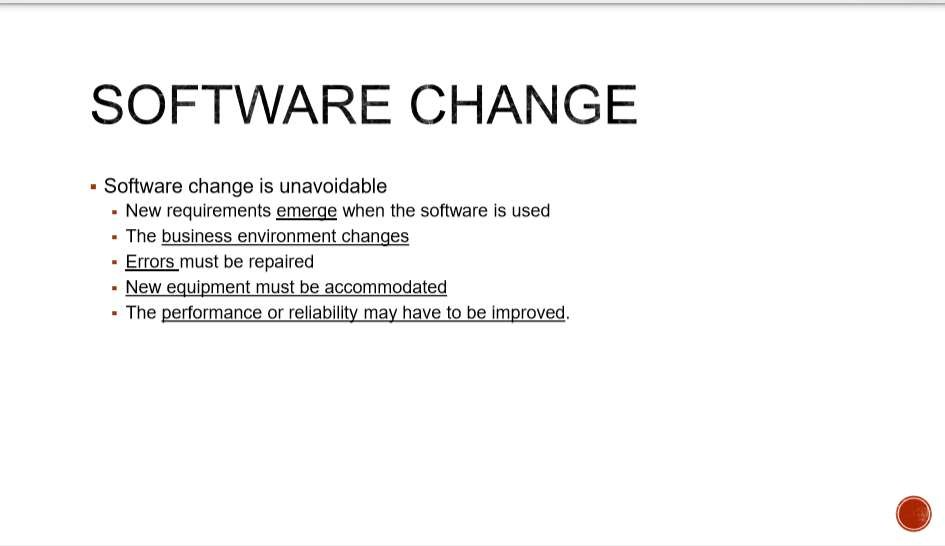 SOFTWARE CHANGE
Software change is unavoidable
New requirements emerge when the software is used
The business environment changes
Errors must be repaired
New equipment must be accommodated
The performance or reliability may have to be improved.